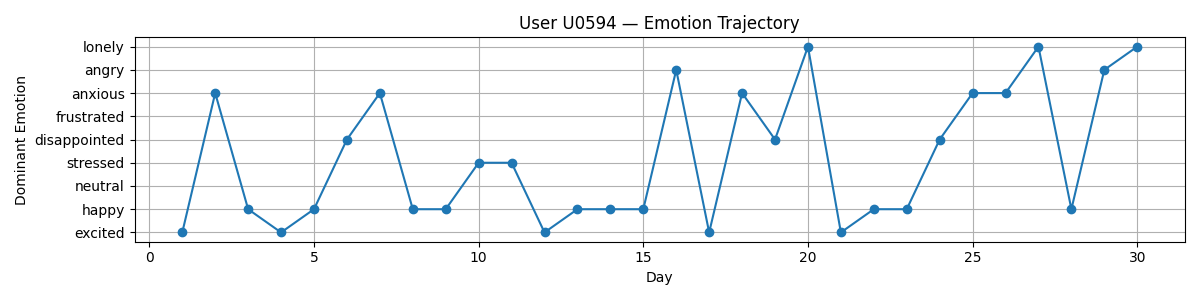 User U0594 — Emotion Trajectory
Dominant Emotion
lonely
angry
anxious
frustrated
disappointed
stressed
neutral
happy
excited
0 5 10 15 20 25 30
Day